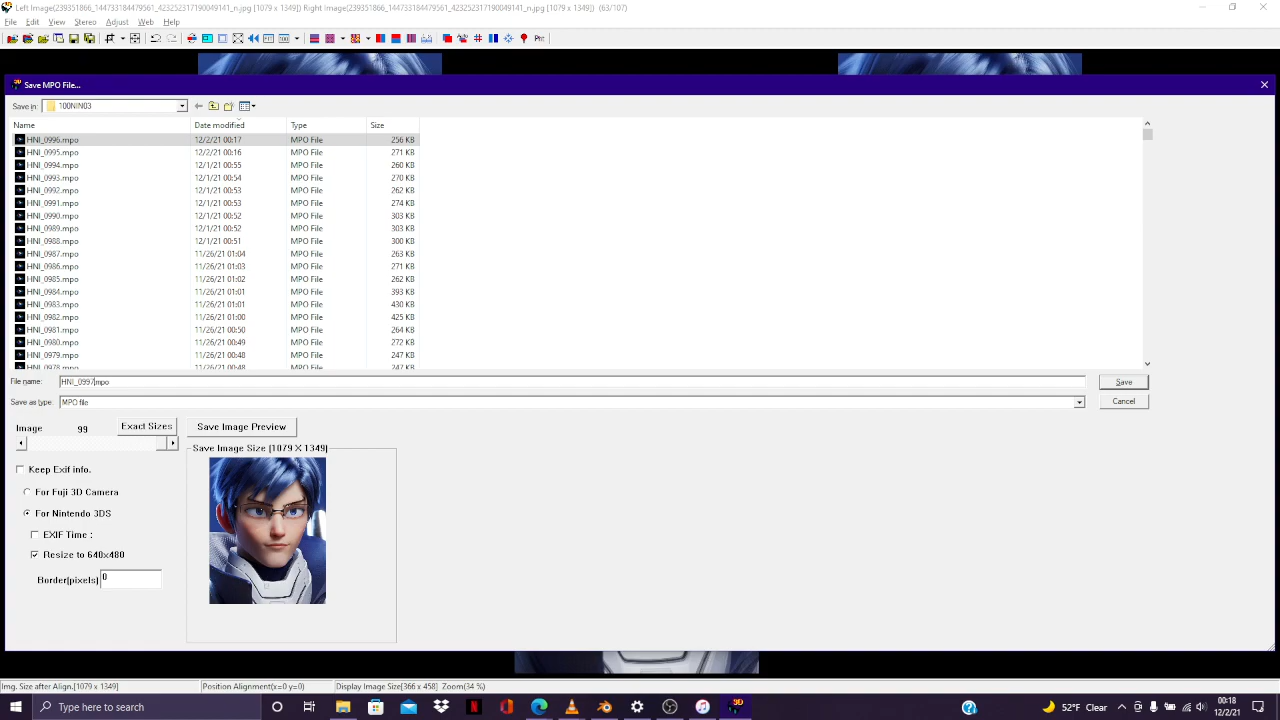 Left Image(239351866_144733184479561_423252317190049141_n.jpg [1079 x 1349]) Right Image(239351866_144733184479561_423252317190049141_n.jpg [1079 x 1349]) (63/107)
File Edit View Stereo Adjust Web Help
Save MPO File...
Save in: 100NIN03
Name Date modified Type Size
HNI_0996.mpo 12/2/21 00:17 MPO File 256 KB
HNI_0995.mpo 12/2/21 00:16 MPO File 271 KB
HNI_0994.mpo 12/1/21 00:55 MPO File 260 KB
HNI_0993.mpo 12/1/21 00:54 MPO File 270 KB
HNI_0992.mpo 12/1/21 00:53 MPO File 262 KB
HNI_0991.mpo 12/1/21 00:53 MPO File 274 KB
HNI_0990.mpo 12/1/21 00:52 MPO File 303 KB
HNI_0989.mpo 12/1/21 00:52 MPO File 303 KB
HNI_0988.mpo 12/1/21 00:51 MPO File 300 KB
HNI_0987.mpo 11/26/21 01:04 MPO File 263 KB
HNI_0986.mpo 11/26/21 01:03 MPO File 271 KB
HNI_0985.mpo 11/26/21 01:02 MPO File 262 KB
HNI_0984.mpo 11/26/21 01:01 MPO File 393 KB
HNI_0983.mpo 11/26/21 01:01 MPO File 430 KB
HNI_0982.mpo 11/26/21 01:00 MPO File 425 KB
HNI_0981.mpo 11/26/21 00:50 MPO File 264 KB
HNI_0980.mpo 11/26/21 00:49 MPO File 272 KB
HNI_0979.mpo 11/26/21 00:48 MPO File 247 KB
HNI_0978.mpo 11/26/21 00:48 MPO File 247 KB
File name: HNI_0997.mpo Save
Save as type: MPO file Cancel
Image 99 Exact Sizes Save Image Preview
Save Image Size [1079 X 1349]
Keep Exif info.
For Fuji 3D Camera
For Nintendo 3DS
EXIF Time :
Resize to 640x480
Border(pixels) 0
Img. Size after Align.[1079 x 1349] Position Alignment(x=0 y=0) Display Image Size[366 x 458] Zoom(34 %)
Type here to search
52°F Clear
00:18
12/2/21